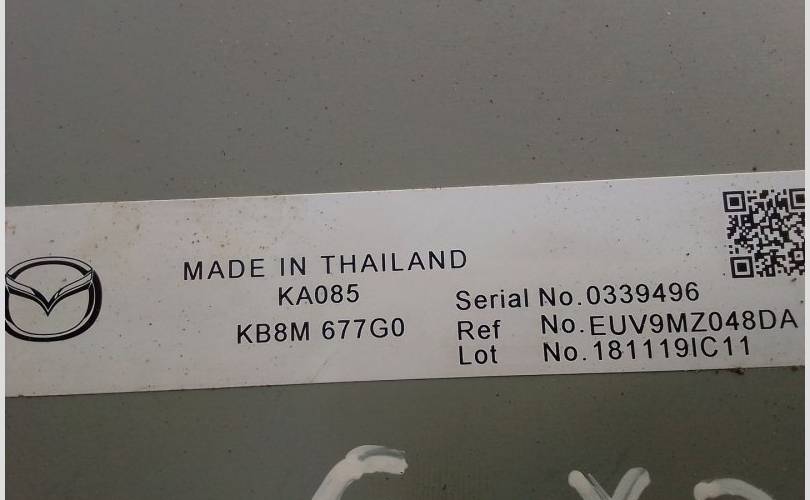 MADE IN THAILAND
KA085
KB8M 677G0
Serial No.0339496
Ref No.EUV9MZ048DA
Lot No.181119IC11